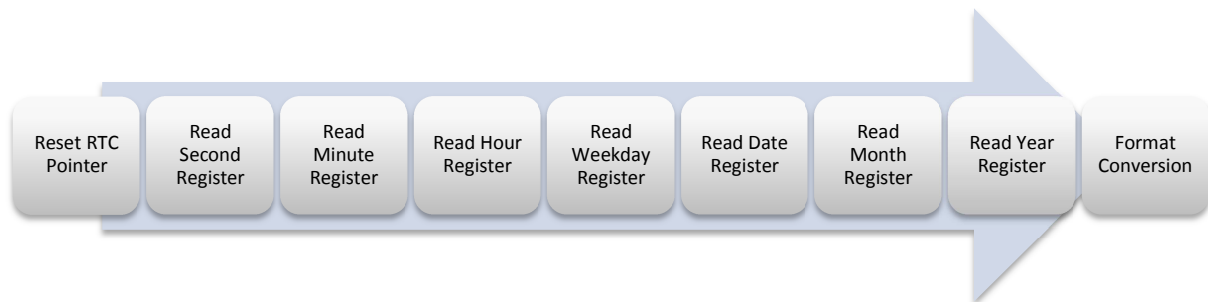 Reset RTC
Pointer
Read
Second
Register
Read
Minute
Register
Read Hour
Register
Read
Weekday
Register
Read Date
Register
Read
Month
Register
Read Year
Register
Format
Conversion